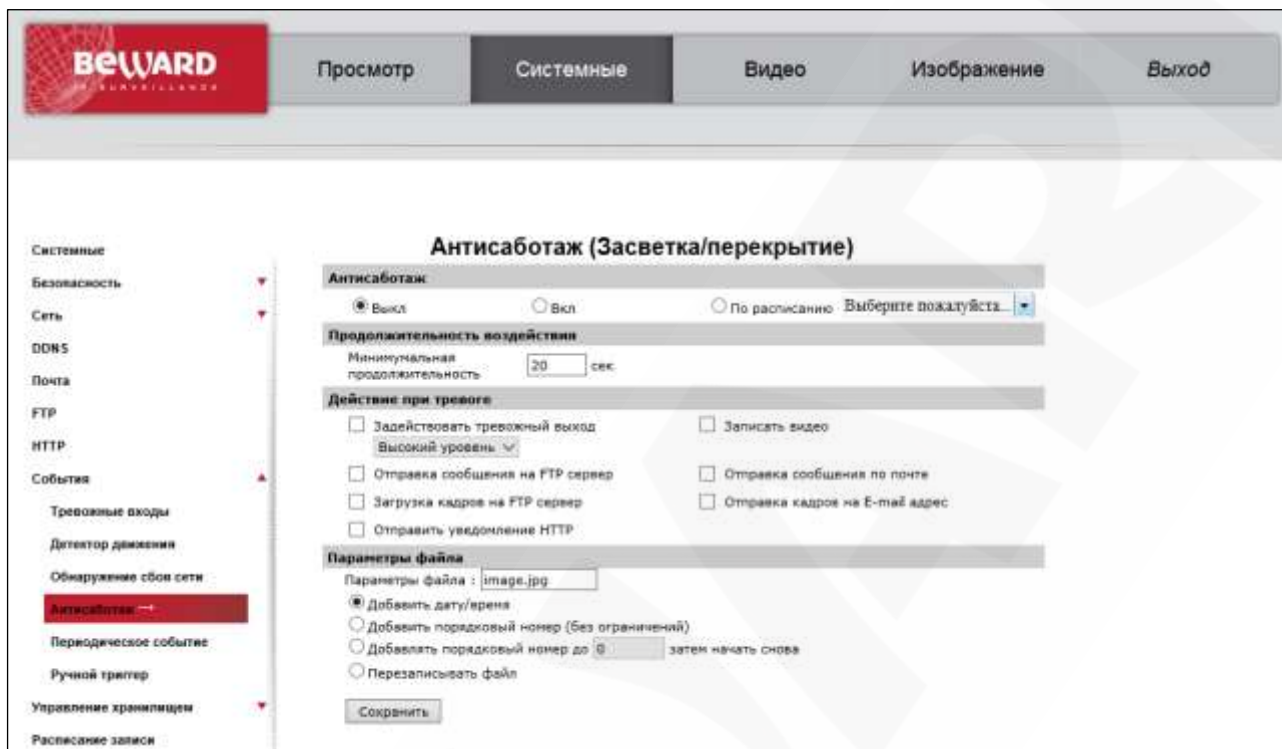 BEWARD
IP SURVEILLANCE
Просмотр
Системные
Видео
Изображение
Выход
Системные
Безопасность
Сеть
DDNS
Почта
FTP
HTTP
События
Тревожные входы
Детектор движения
Обнаружение сбоя сети
Антисаботаж
Периодическое событие
Ручной триггер
Управление хранилищем
Расписание записи
Антисаботаж (Засветка/перекрытие)
Антисаботаж
Выкл
Вкл
По расписанию Выберите пожалуйста...
Продолжительность воздействия
Минимумальная
продолжительность
20 сек
Действие при тревоге
Задействовать тревожный выход
Записать видео
Высокий уровень
Отправка сообщения на FTP сервер
Отправка сообщения по почте
Загрузка кадров на FTP сервер
Отправка кадров на E-mail адрес
Отправить уведомление HTTP
Параметры файла
Параметры файла : image.jpg
Добавить дату/время
Добавить порядковый номер (без ограничений)
Добавлять порядковый номер до 0 затем начать снова
Перезаписывать файл
Сохранить